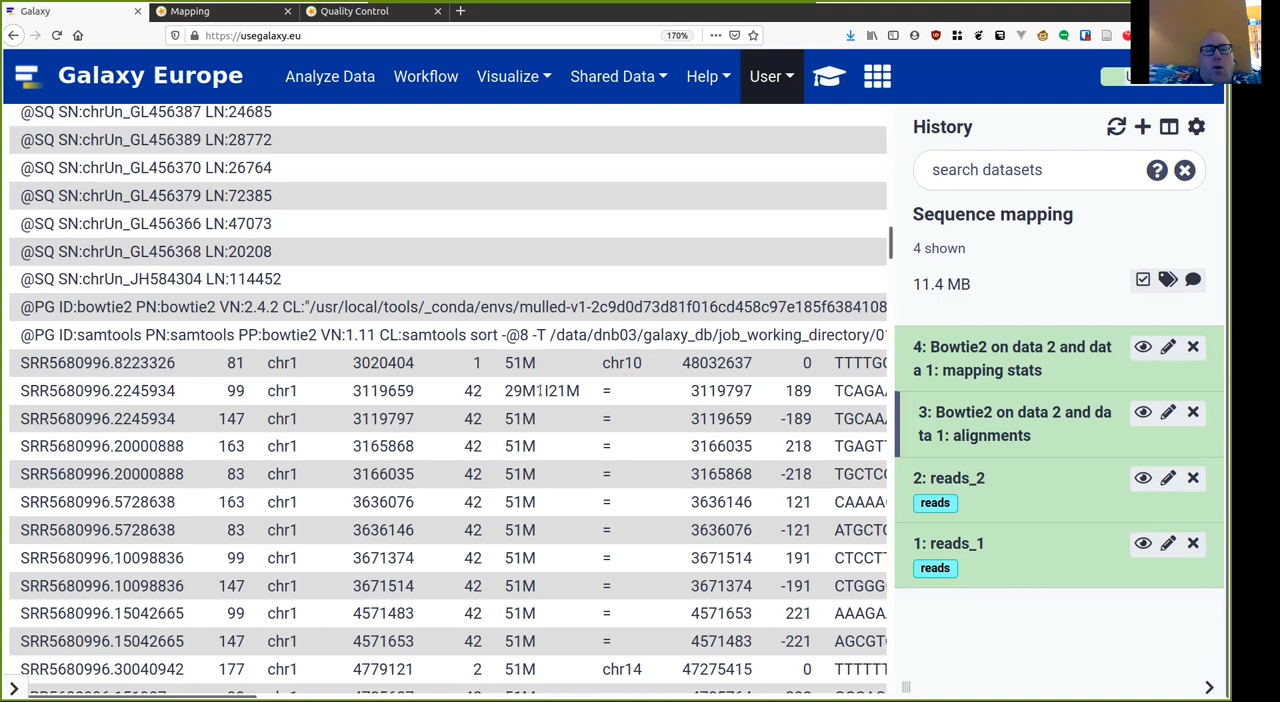 Galaxy
Mapping
Quality Control
https://usegalaxy.eu
170%
Galaxy Europe
Analyze Data
Workflow
Visualize
Shared Data
Help
User
@SQ SN:chrUn_GL456387 LN:24685
@SQ SN:chrUn_GL456389 LN:28772
@SQ SN:chrUn_GL456370 LN:26764
@SQ SN:chrUn_GL456379 LN:72385
@SQ SN:chrUn_GL456366 LN:47073
@SQ SN:chrUn_GL456368 LN:20208
@SQ SN:chrUn_JH584304 LN:114452
@PG ID:bowtie2 PN:bowtie2 VN:2.4.2 CL:"/usr/local/tools/_conda/envs/mulled-v1-2c9d0d73d81f016cd458c97e185f6384108
@PG ID:samtools PN:samtools PP:bowtie2 VN:1.11 CL:samtools sort -@8 -T /data/dnb03/galaxy_db/job_working_directory/0
SRR5680996.8223326 81 chr1 3020404 1 51M chr10 48032637 0 TTTTG
SRR5680996.2245934 99 chr1 3119659 42 29M1I21M = 3119797 189 TCAGA
SRR5680996.2245934 147 chr1 3119797 42 51M = 3119659 -189 TGCAA
SRR5680996.20000888 163 chr1 3165868 42 51M = 3166035 218 TGAGT
SRR5680996.20000888 83 chr1 3166035 42 51M = 3165868 -218 TGCTC
SRR5680996.5728638 163 chr1 3636076 42 51M = 3636146 121 CAAAA
SRR5680996.5728638 83 chr1 3636146 42 51M = 3636076 -121 ATGCT
SRR5680996.10098836 99 chr1 3671374 42 51M = 3671514 191 CTCCT
SRR5680996.10098836 147 chr1 3671514 42 51M = 3671374 -191 CTGGG
SRR5680996.15042665 99 chr1 4571483 42 51M = 4571653 221 AAAGA
SRR5680996.15042665 147 chr1 4571653 42 51M = 4571483 -221 AGCGT
SRR5680996.30040942 177 chr1 4779121 2 51M chr14 47275415 0 TTTTTT
History
search datasets
Sequence mapping
4 shown
11.4 MB
4: Bowtie2 on data 2 and dat
a 1: mapping stats
3: Bowtie2 on data 2 and da
ta 1: alignments
2: reads_2
reads
1: reads_1
reads